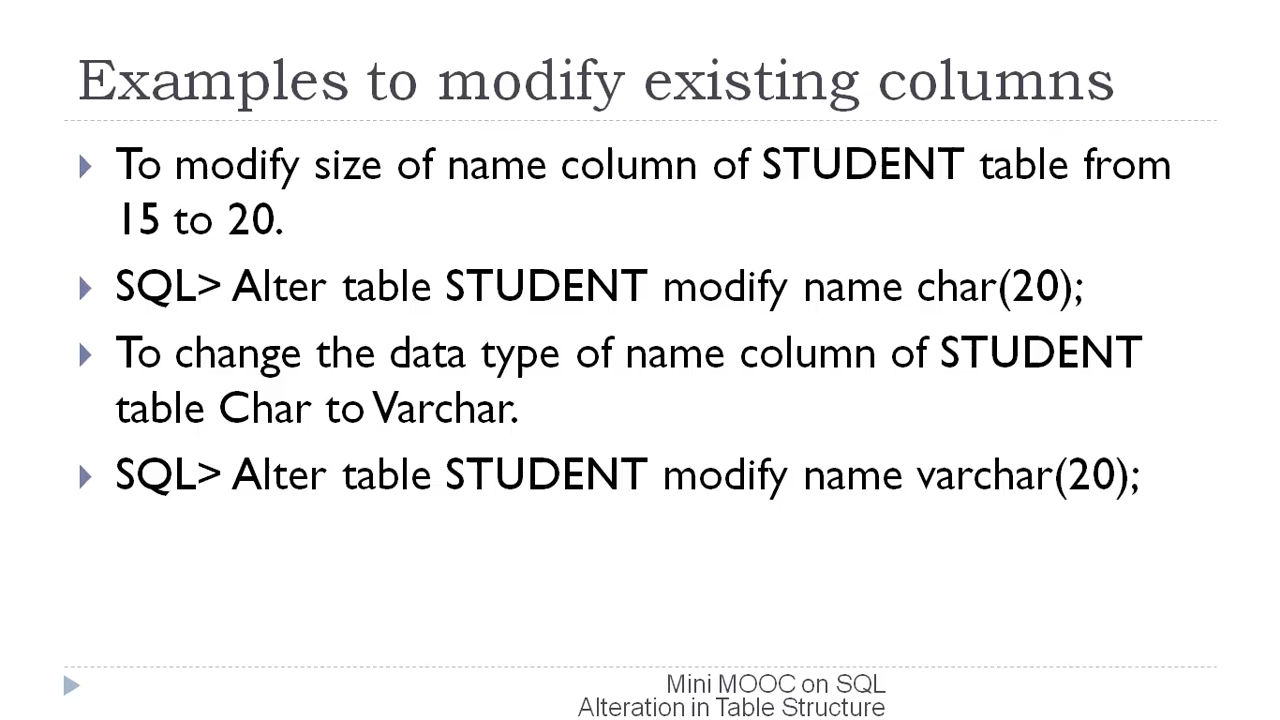 Examples to modify existing columns
To modify size of name column of STUDENT table from
15 to 20.
SQL> Alter table STUDENT modify name char(20);
To change the data type of name column of STUDENT
table Char to Varchar.
SQL> Alter table STUDENT modify name varchar(20);
Mini MOOC on SQL
Alteration in Table Structure